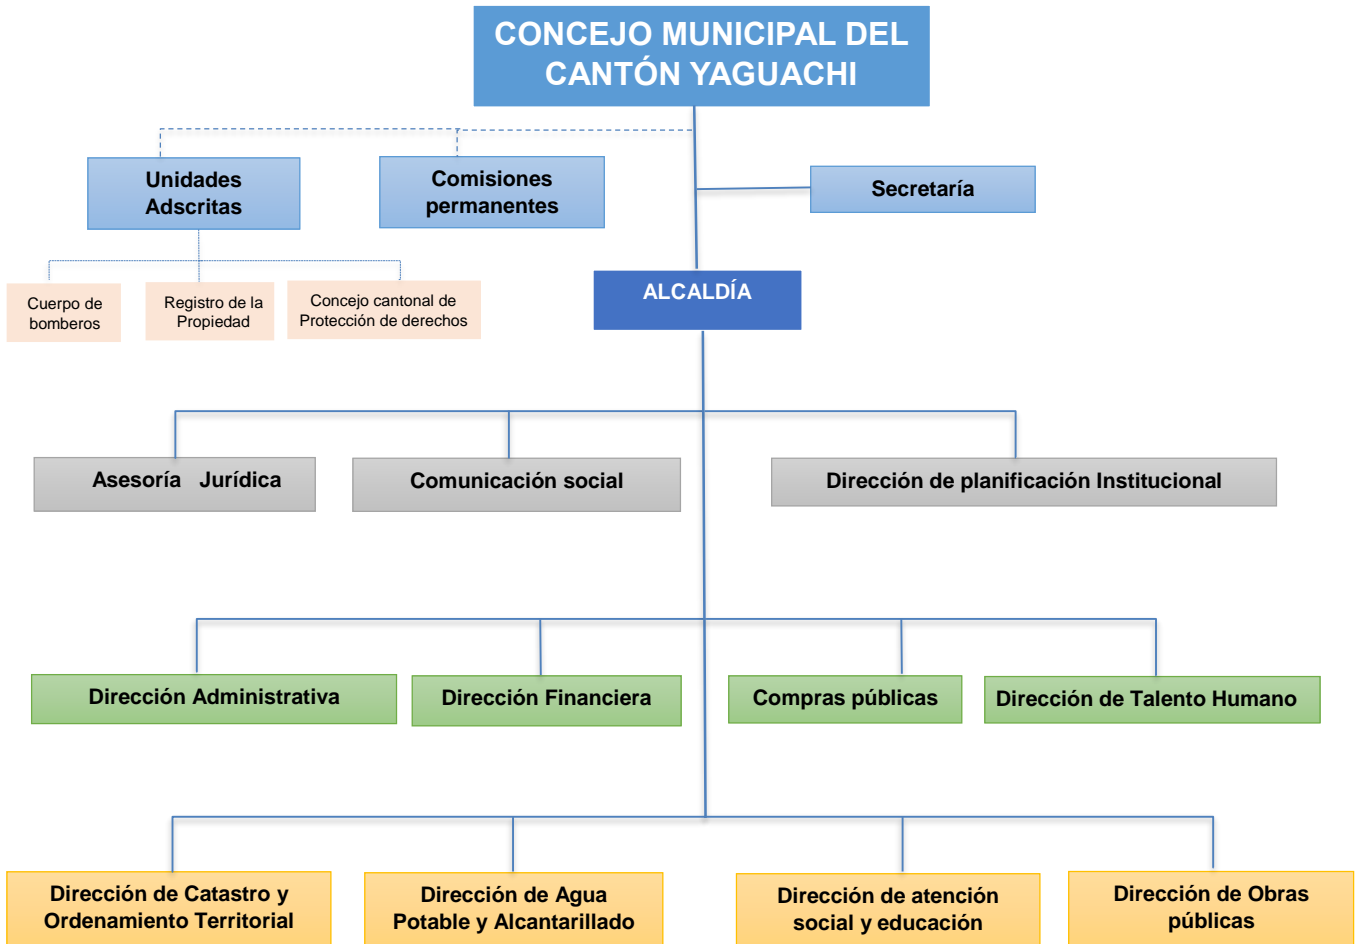 CONCEJO MUNICIPAL DEL
CANTÓN YAGUACHI
Unidades
Adscritas
Comisiones
permanentes
Secretaría
Cuerpo de
bomberos
Registro de la
Propiedad
Concejo cantonal de
Protección de derechos
ALCALDÍA
Asesoría Jurídica
Comunicación social
Dirección de planificación Institucional
Dirección Administrativa
Dirección Financiera
Compras públicas
Dirección de Talento Humano
Dirección de Catastro y
Ordenamiento Territorial
Dirección de Agua
Potable y Alcantarillado
Dirección de atención
social y educación
Dirección de Obras
públicas